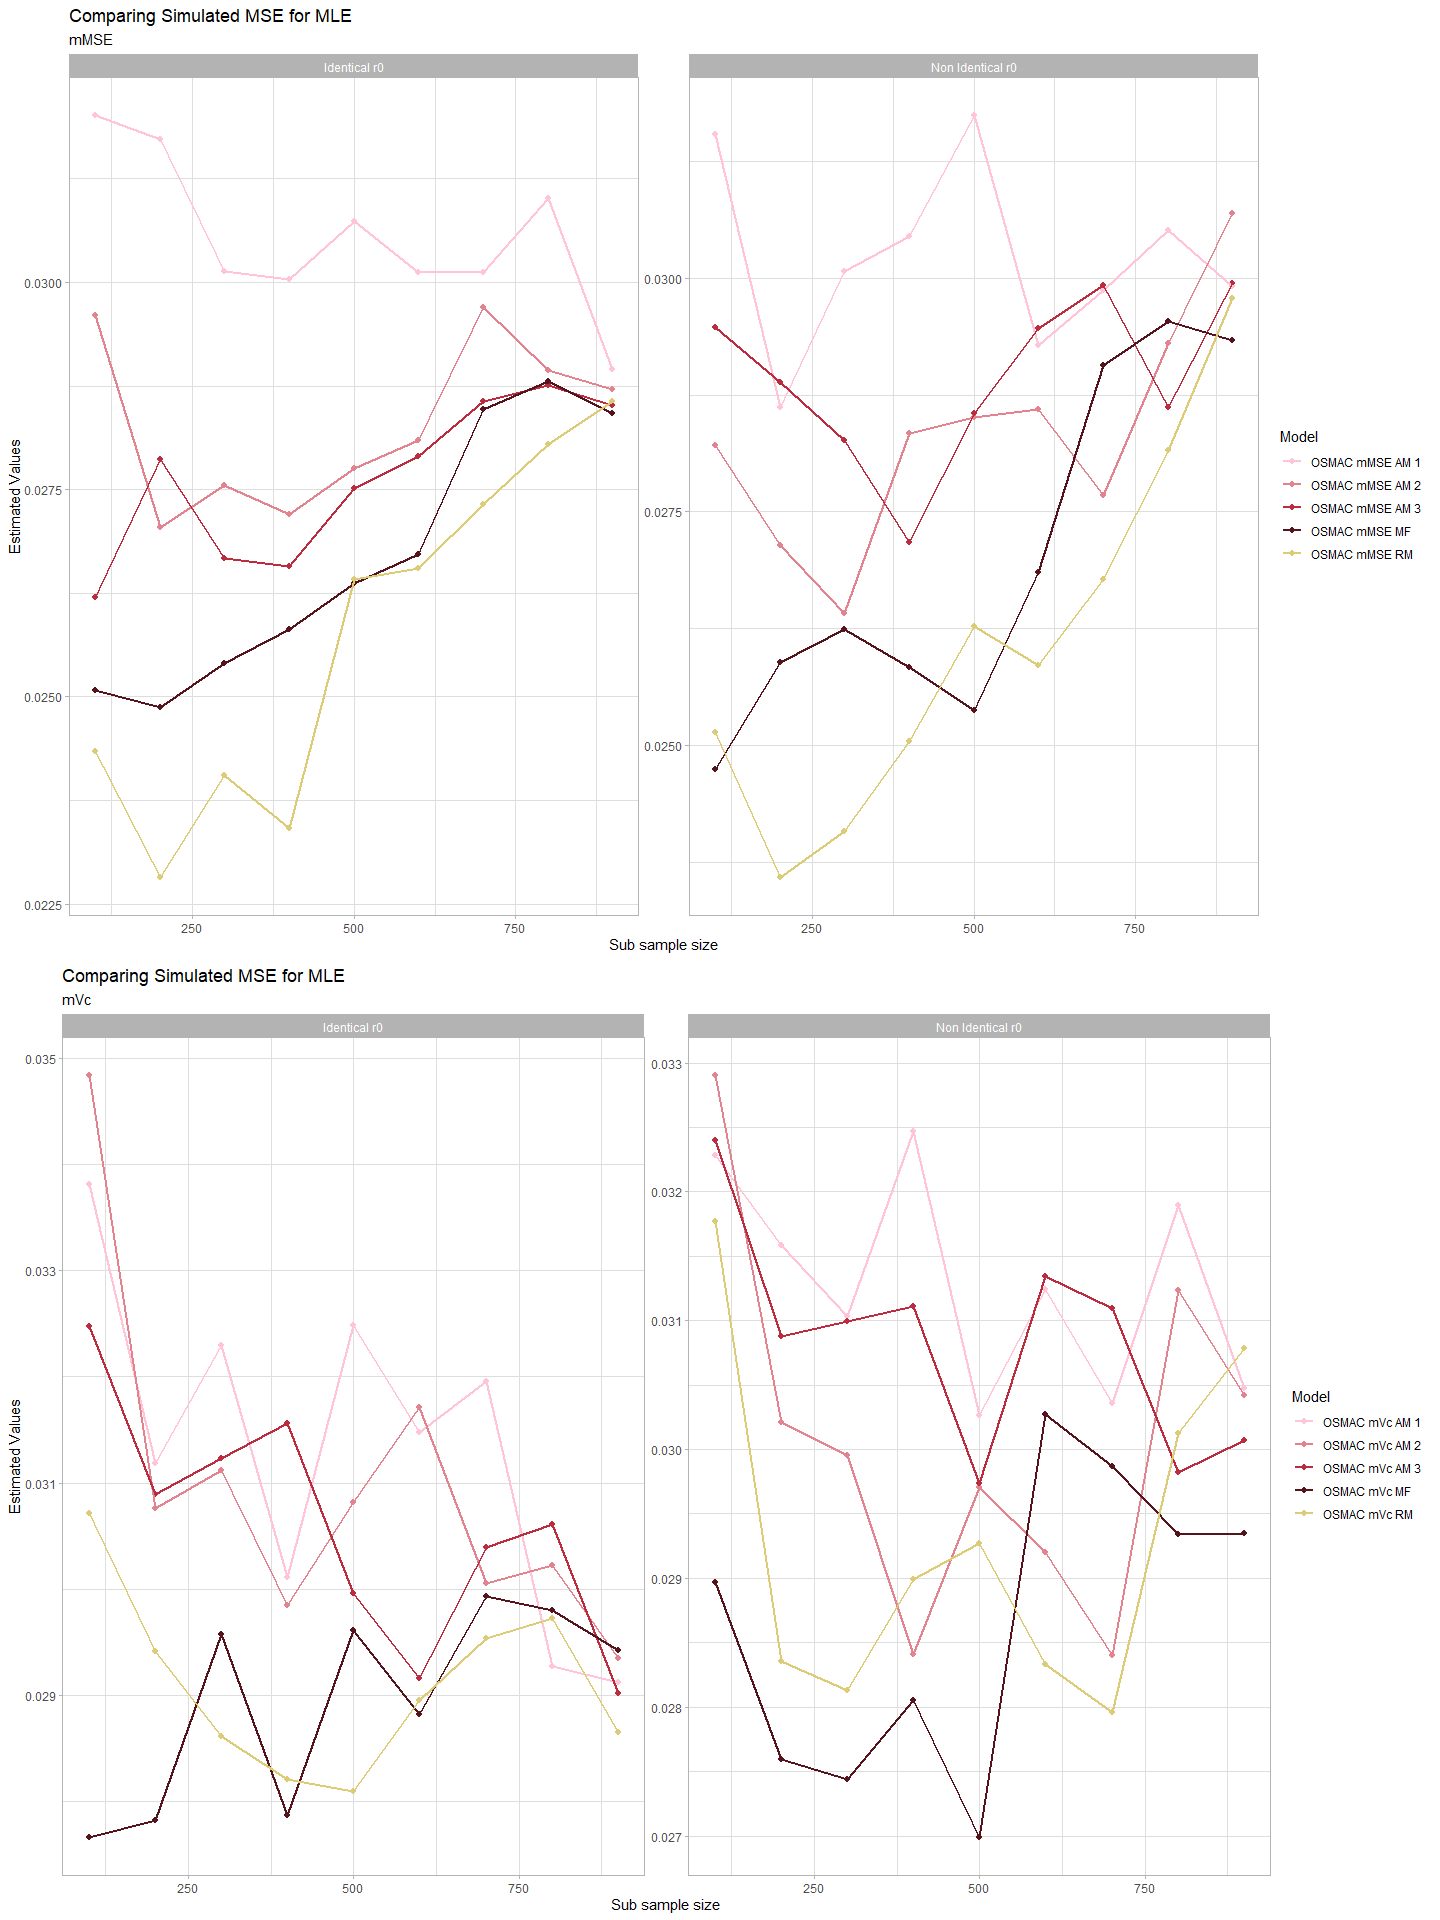 Comparing Simulated MSE for MLE
mMSE
Identical r0
Non Identical r0
Estimated Values
0.0300
0.0275
0.0250
0.0225
0.0300
0.0275
0.0250
250
500
750
250
500
750
Sub sample size
Model
OSMAC mMSE AM 1
OSMAC mMSE AM 2
OSMAC mMSE AM 3
OSMAC mMSE MF
OSMAC mMSE RM
Comparing Simulated MSE for MLE
mVc
Identical r0
Non Identical r0
Estimated Values
0.035
0.033
0.031
0.029
0.033
0.032
0.031
0.030
0.029
0.028
0.027
250
500
750
250
500
750
Sub sample size
Model
OSMAC mVc AM 1
OSMAC mVc AM 2
OSMAC mVc AM 3
OSMAC mVc MF
OSMAC mVc RM